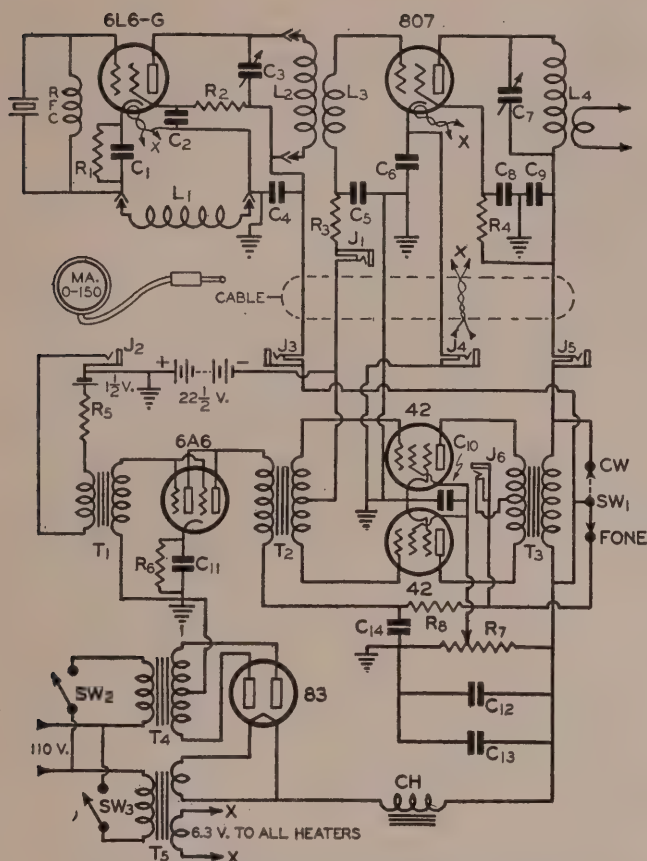 6L6-G
807
R
F
C
C3
L2
L3
C7
L4
R2
X
C2
R1
C1
X
C6
C8
C9
L1
C4
R3
C5
R4
J1
MA.
0-150
CABLE
X
J2
J3
J4
J5
+
-
1½ V.
22½ V.
R5
42
6A6
C10
J6
CW
SW1
FONE
T1
T2
T3
R6
C11
42
R8
R7
C14
SW2
83
C12
T4
110 V.
C13
CH
SW3
X
6.3 V. TO ALL HEATERS
T5
X